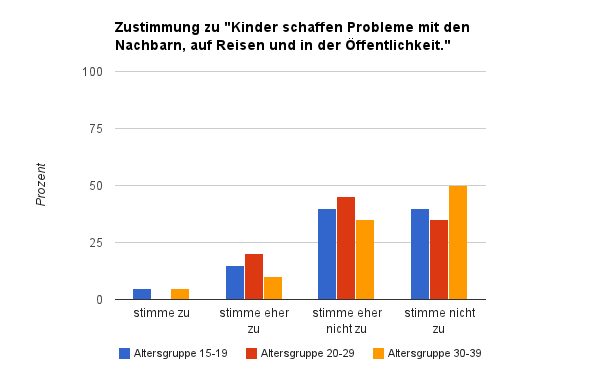 Zustimmung zu "Kinder schaffen Probleme mit den
Nachbarn, auf Reisen und in der Öffentlichkeit."
100
75
50
25
0
Prozent
stimme zu
stimme eher
zu
stimme eher
nicht zu
stimme nicht
zu
Altersgruppe 15-19
Altersgruppe 20-29
Altersgruppe 30-39